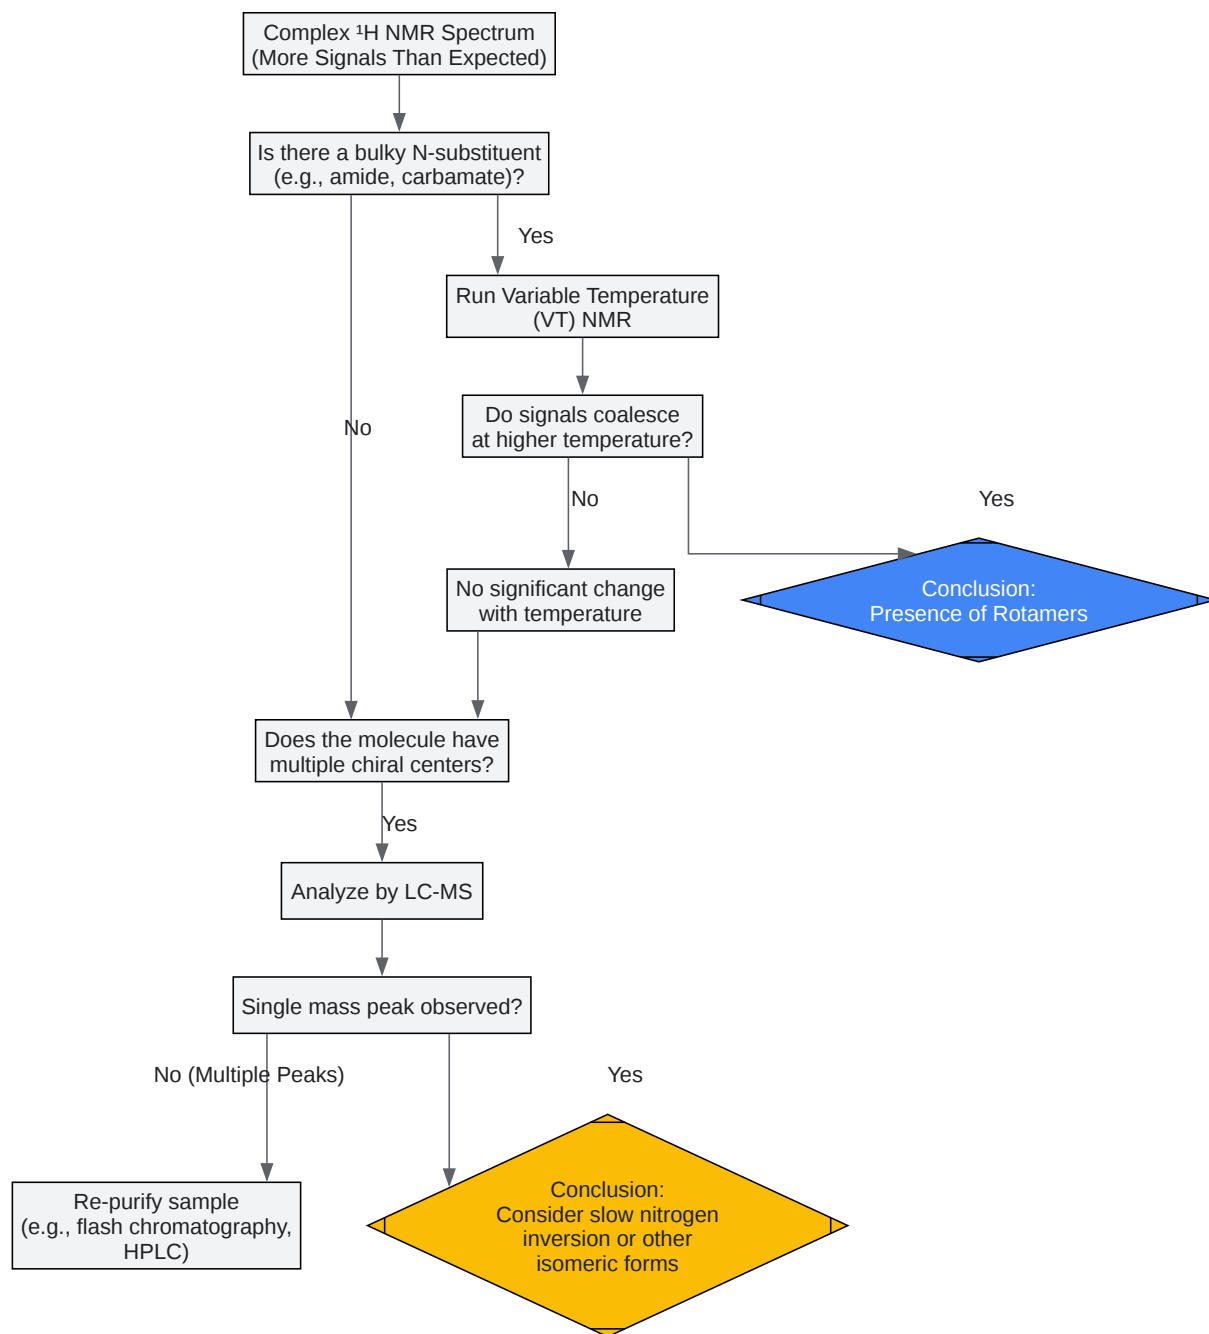 Complex ¹H NMR Spectrum
(More Signals Than Expected)
Is there a bulky N-substituent
(e.g., amide, carbamate)?
Yes
Run Variable Temperature
(VT) NMR
Do signals coalesce
at higher temperature?
No
No
Yes
No significant change
with temperature
Conclusion:
Presence of Rotamers
Does the molecule have
multiple chiral centers?
Yes
Analyze by LC-MS
Single mass peak observed?
No (Multiple Peaks)
Yes
Re-purify sample
(e.g., flash chromatography,
HPLC)
Conclusion:
Consider slow nitrogen
inversion or other
isomeric forms